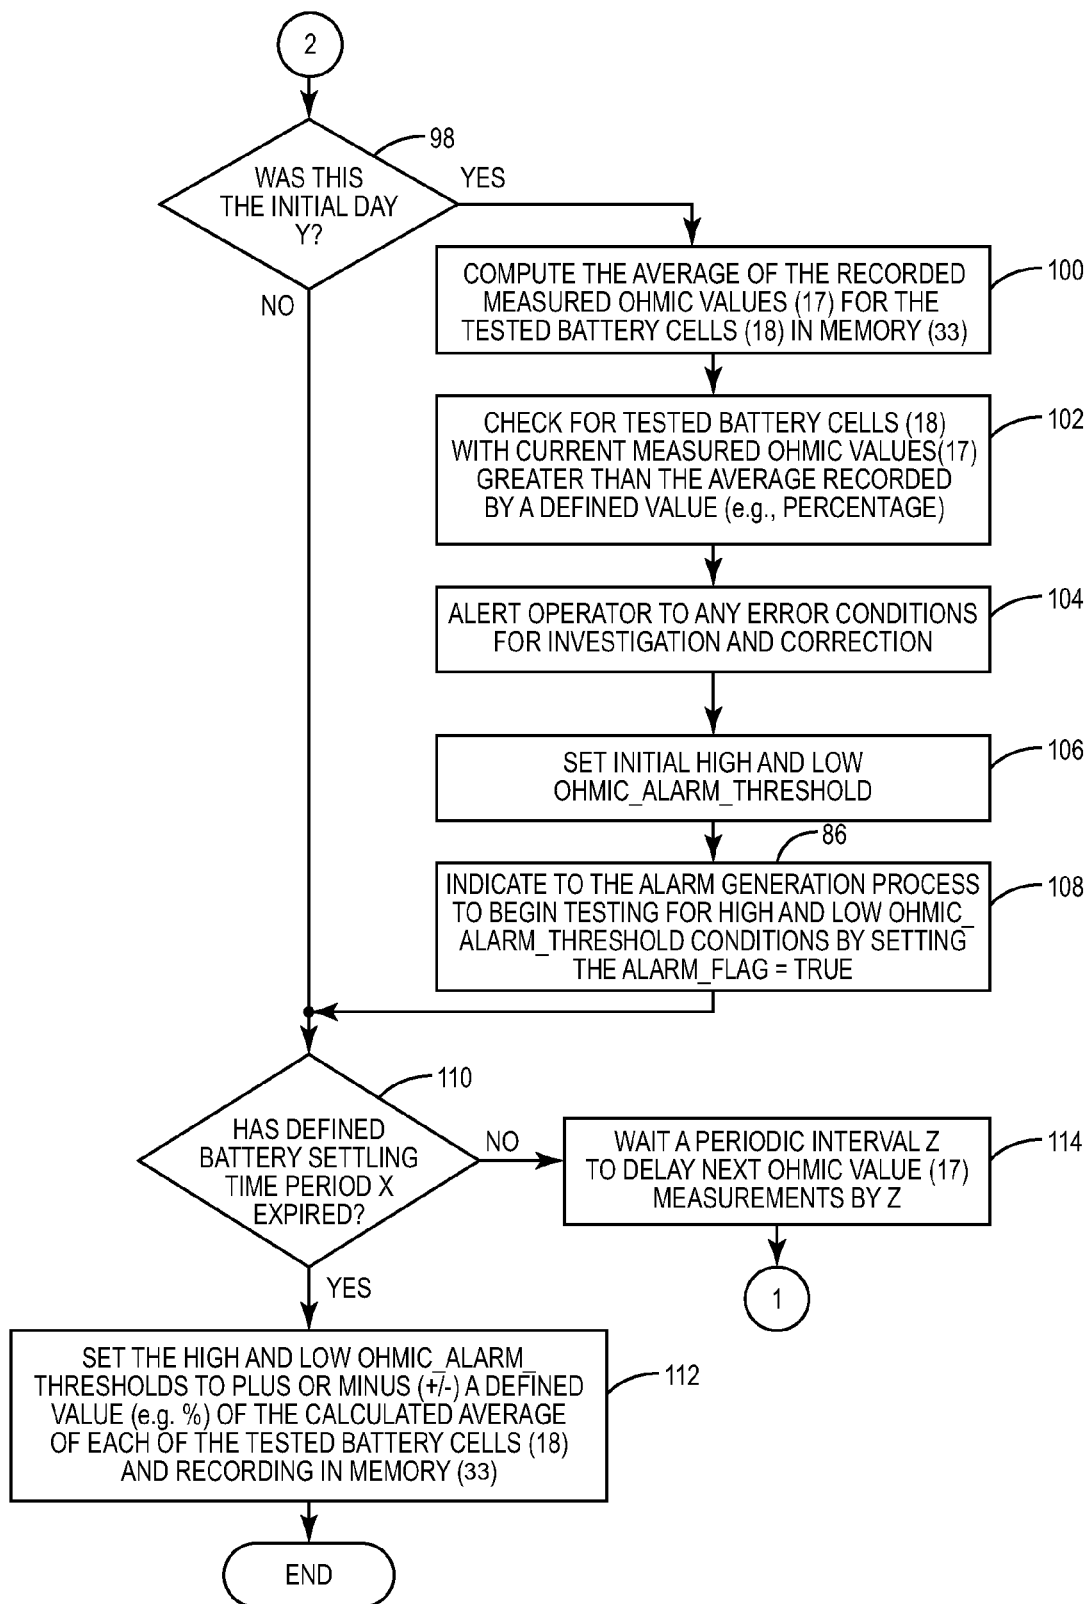 2
98
WAS THIS
THE INITIAL DAY
Y?
YES
NO
COMPUTE THE AVERAGE OF THE RECORDED
MEASURED OHMIC VALUES (17) FOR THE
TESTED BATTERY CELLS (18) IN MEMORY (33)
100
CHECK FOR TESTED BATTERY CELLS (18)
WITH CURRENT MEASURED OHMIC VALUES(17)
GREATER THAN THE AVERAGE RECORDED
BY A DEFINED VALUE (e.g., PERCENTAGE)
102
ALERT OPERATOR TO ANY ERROR CONDITIONS
FOR INVESTIGATION AND CORRECTION
104
SET INITIAL HIGH AND LOW
OHMIC_ALARM_THRESHOLD
106
86
INDICATE TO THE ALARM GENERATION PROCESS
TO BEGIN TESTING FOR HIGH AND LOW OHMIC_
ALARM_THRESHOLD CONDITIONS BY SETTING
THE ALARM_FLAG = TRUE
108
110
HAS DEFINED
BATTERY SETTLING
TIME PERIOD X
EXPIRED?
NO
WAIT A PERIODIC INTERVAL Z
TO DELAY NEXT OHMIC VALUE (17)
MEASUREMENTS BY Z
114
1
YES
SET THE HIGH AND LOW OHMIC_ALARM_
THRESHOLDS TO PLUS OR MINUS (+/-) A DEFINED
VALUE (e.g. %) OF THE CALCULATED AVERAGE
OF EACH OF THE TESTED BATTERY CELLS (18)
AND RECORDING IN MEMORY (33)
112
END